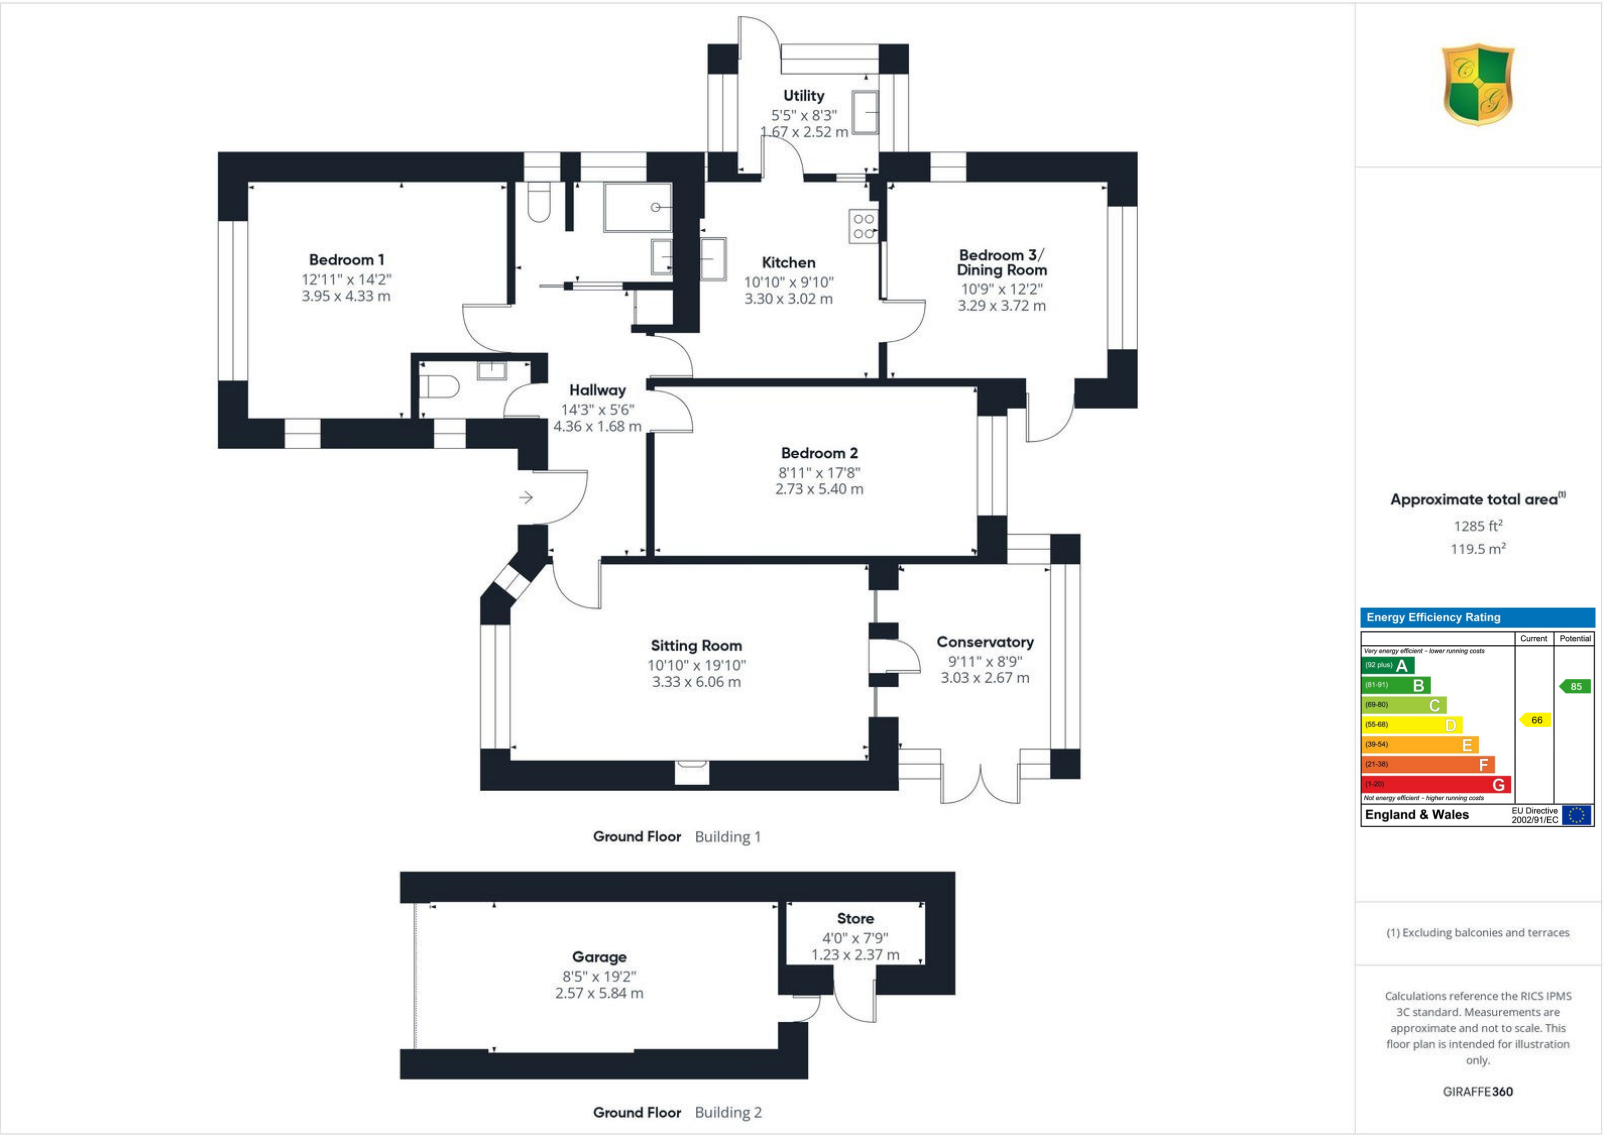 Utility
5'5" x 8'3"
1.67 x 2.52 m
Bedroom 1
12'11" x 14'2"
3.95 x 4.33 m
Kitchen
10'10" x 9'10"
3.30 x 3.02 m
Bedroom 3/
Dining Room
10'9" x 12'2"
3.29 x 3.72 m
Hallway
14'3" x 5'6"
4.36 x 1.68 m
Bedroom 2
8'11" x 17'8"
2.73 x 5.40 m
Sitting Room
10'10" x 19'10"
3.33 x 6.06 m
Conservatory
9'11" x 8'9"
3.03 x 2.67 m
Ground Floor Building 1
Garage
8'5" x 19'2"
2.57 x 5.84 m
Store
4'0" x 7'9"
1.23 x 2.37 m
Ground Floor Building 2
C
G
Approximate total area(1)
1285 ft²
119.5 m²
Energy Efficiency Rating
Current Potential
Very energy efficient - lower running costs
(92 plus) A
(81-91) B
85
(69-80) C
(55-68) D
66
(39-54) E
(21-38) F
(1-20) G
Not energy efficient - higher running costs
England & Wales
EU Directive
2002/91/EC
(1) Excluding balconies and terraces
Calculations reference the RICS IPMS
3C standard. Measurements are
approximate and not to scale. This
floor plan is intended for illustration
only.
GIRAFFE360